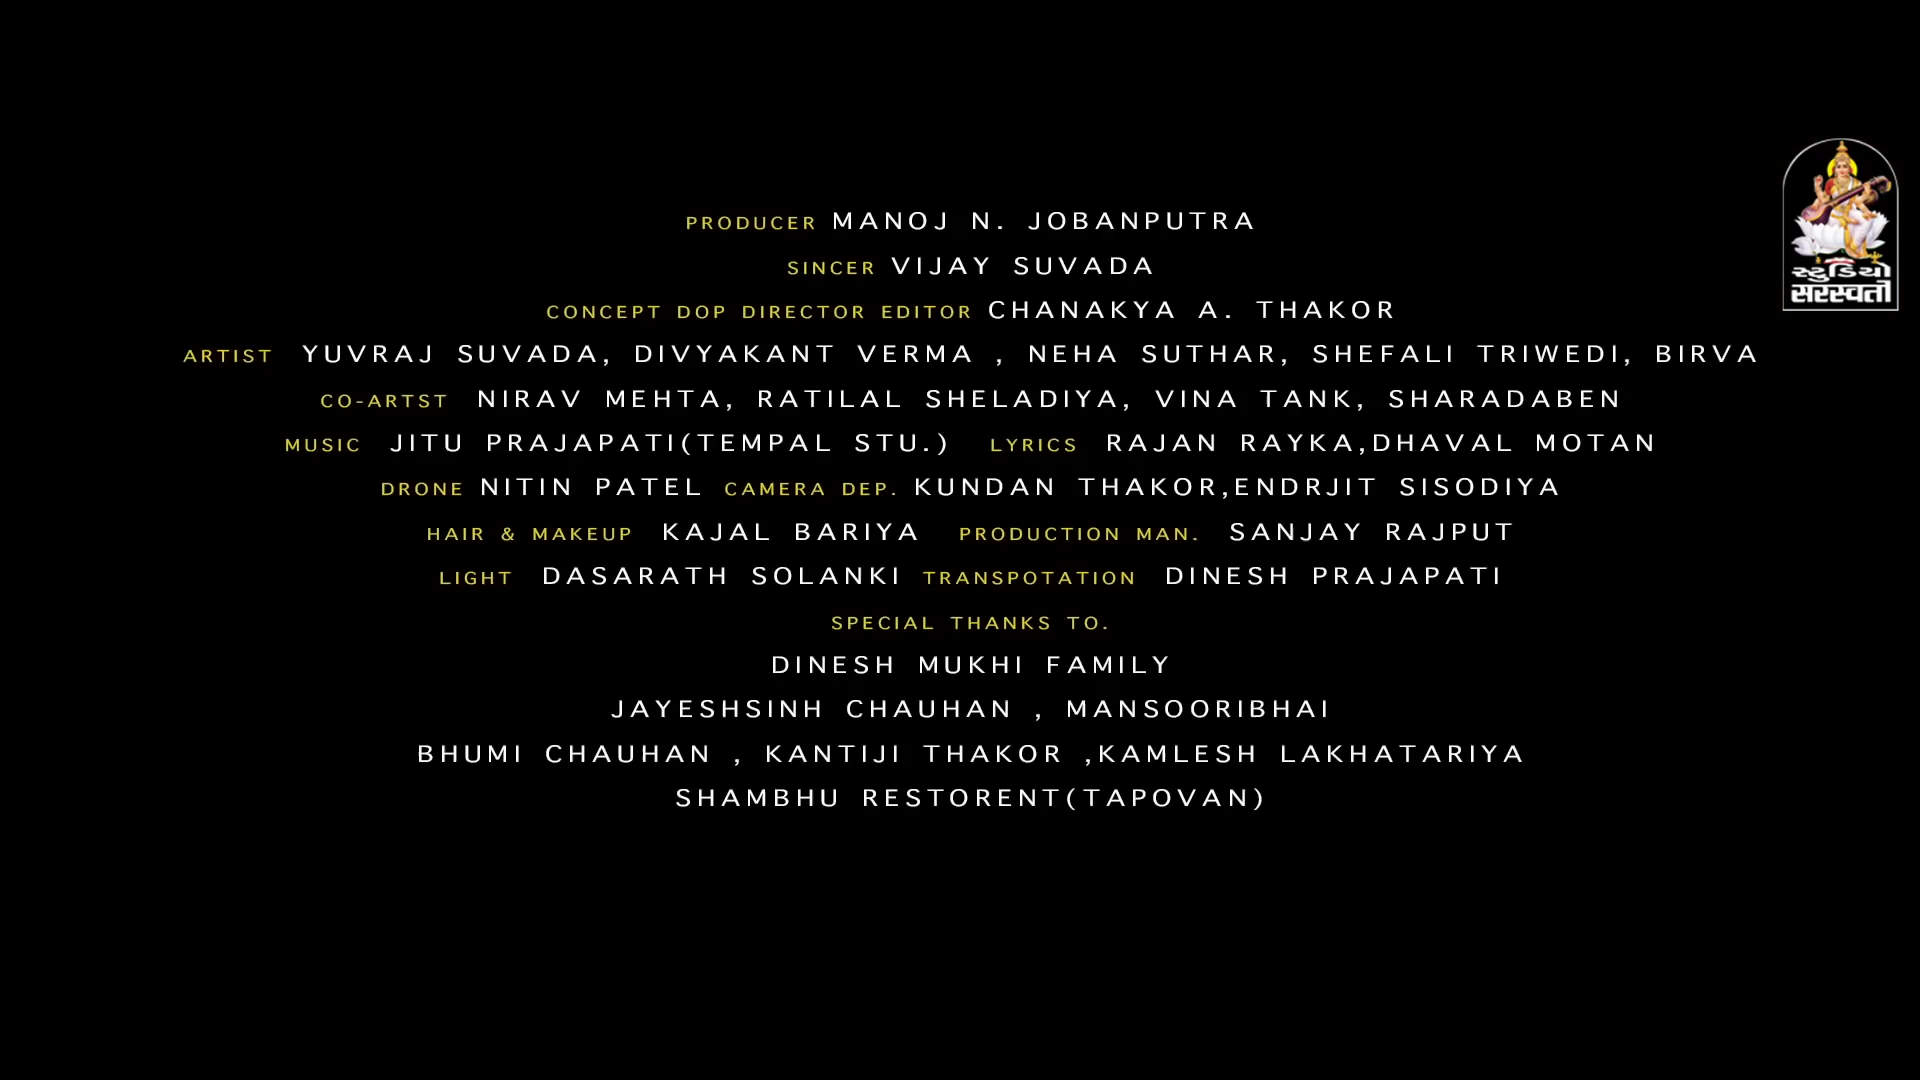 PRODUCER MANOJ N. JOBANPUTRA
SINCER VIJAY SUVADA
CONCEPT DOP DIRECTOR EDITOR CHANAKYA A. THAKOR
ARTIST YUVRAJ SUVADA, DIVYAKANT VERMA , NEHA SUTHAR, SHEFALI TRIWEDI, BIRVA
CO-ARTST NIRAV MEHTA, RATILAL SHELADIYA, VINA TANK, SHARADABEN
MUSIC JITU PRAJAPATI(TEMPAL STU.) LYRICS RAJAN RAYKA,DHAVAL MOTAN
DRONE NITIN PATEL CAMERA DEP. KUNDAN THAKOR,ENDRJIT SISODIYA
HAIR & MAKEUP KAJAL BARIYA PRODUCTION MAN. SANJAY RAJPUT
LIGHT DASARATH SOLANKI TRANSPOTATION DINESH PRAJAPATI
SPECIAL THANKS TO.
DINESH MUKHI FAMILY
JAYESHSINH CHAUHAN , MANSOORIBHAI
BHUMI CHAUHAN , KANTIJI THAKOR ,KAMLESH LAKHATARIYA
SHAMBHU RESTORENT(TAPOVAN)
સ્ટુડિયો
સરસ્વતી